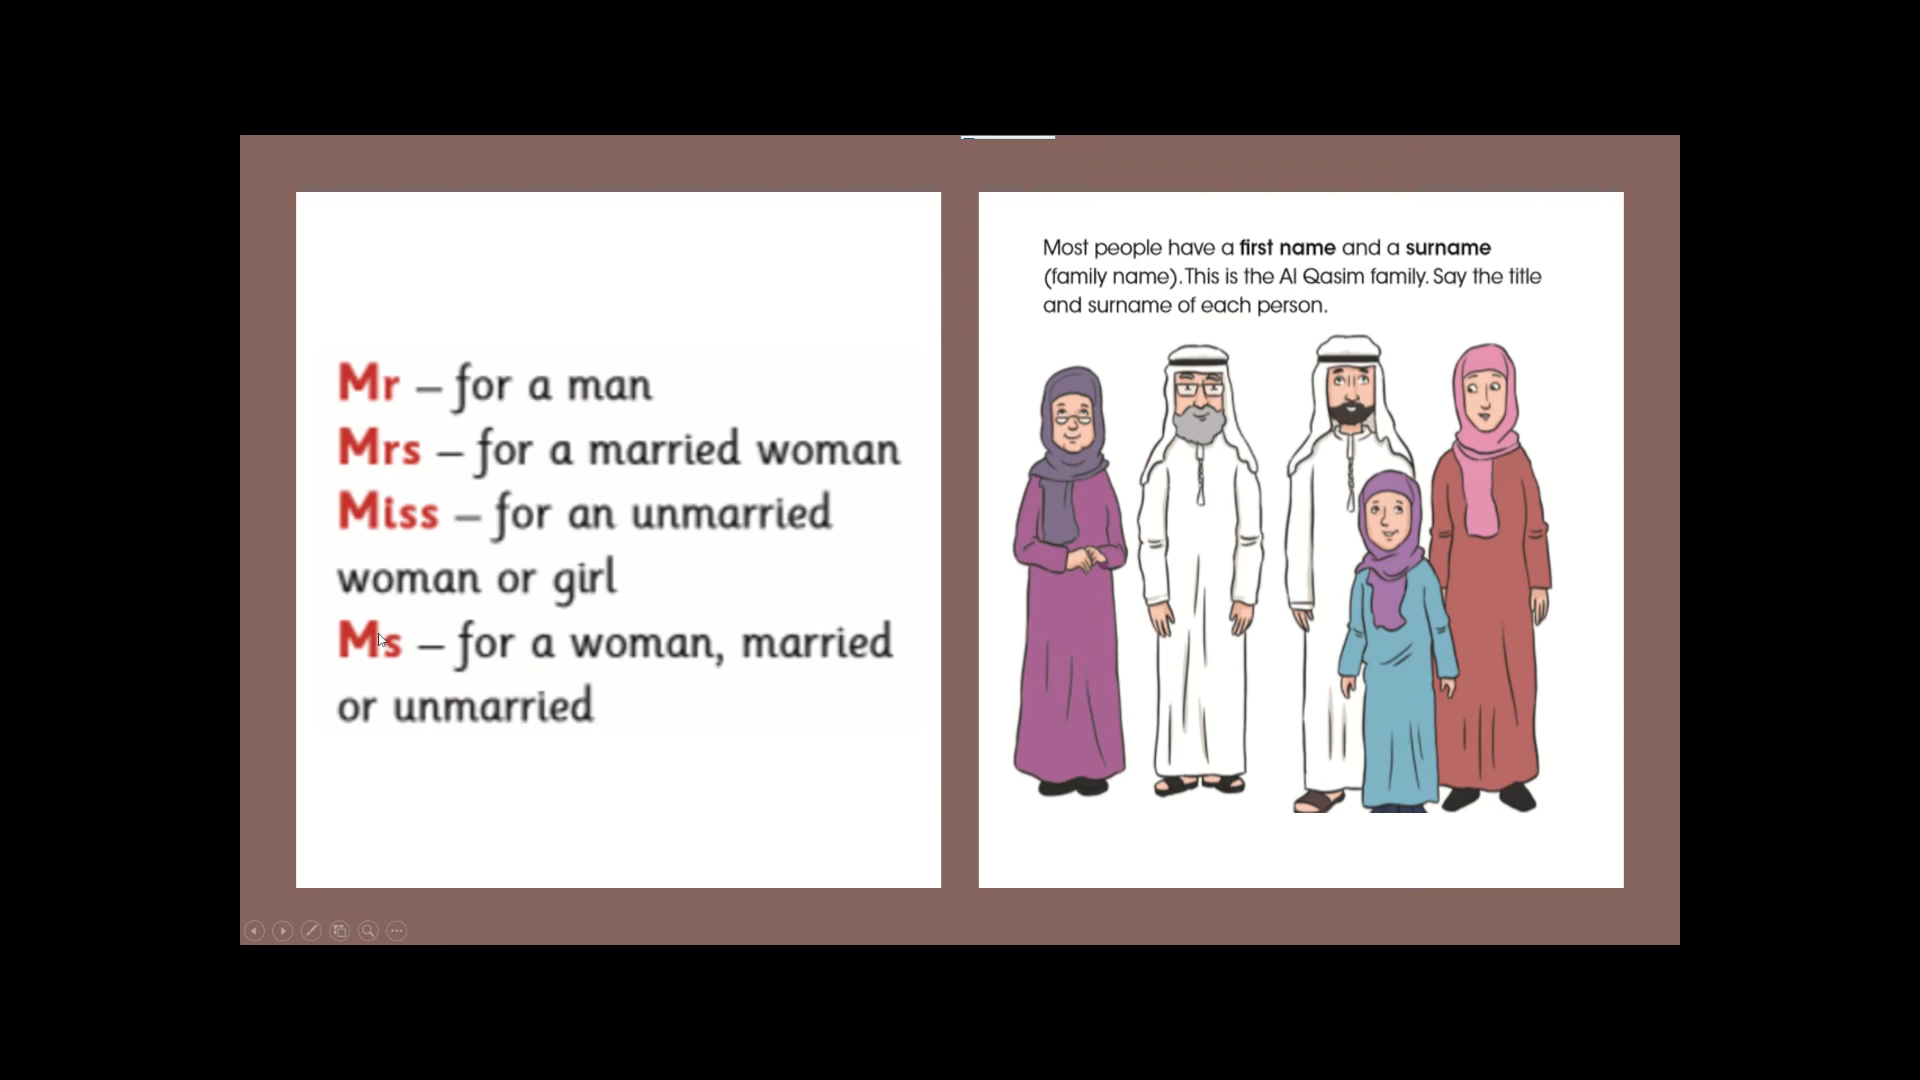 Mr – for a man
Mrs – for a married woman
Miss – for an unmarried
woman or girl
Ms – for a woman, married
or unmarried
Most people have a first name and a surname
(family name). This is the Al Qasim family. Say the title
and surname of each person.